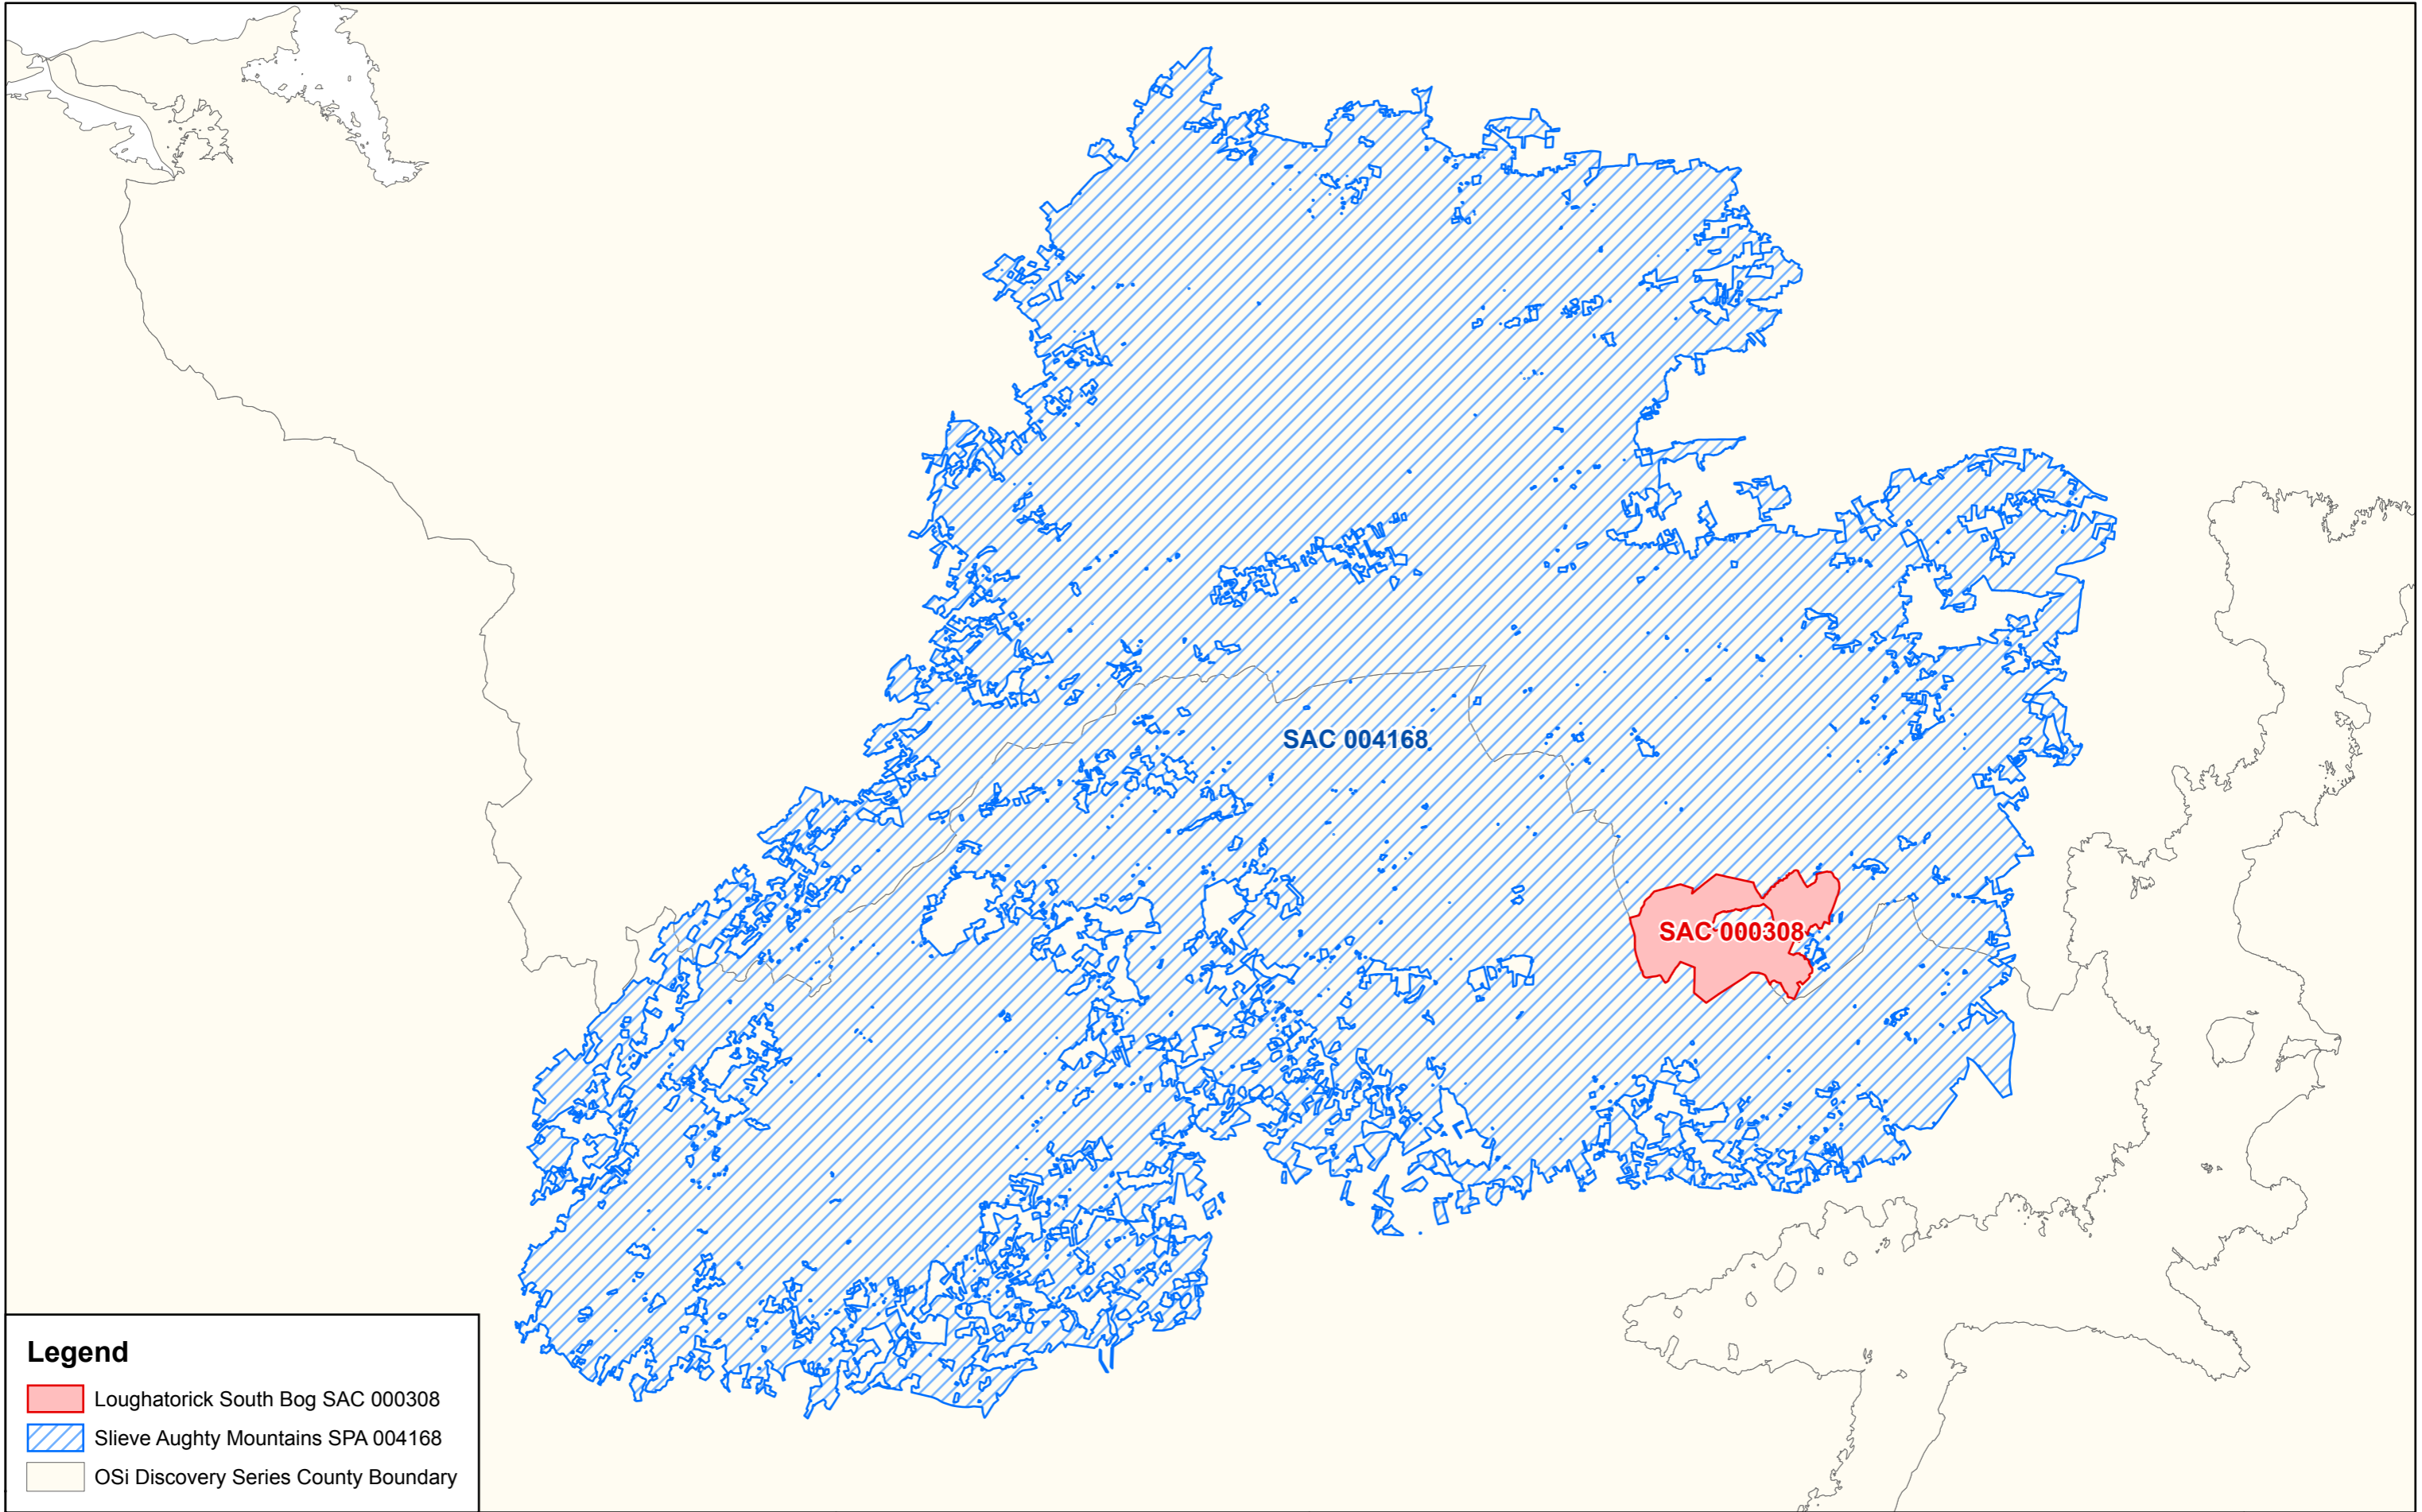 SAC 004168
SAC 000308
Legend
Loughatorick South Bog SAC 000308
Slieve Aughty Mountains SPA 004168
OSi Discovery Series County Boundary